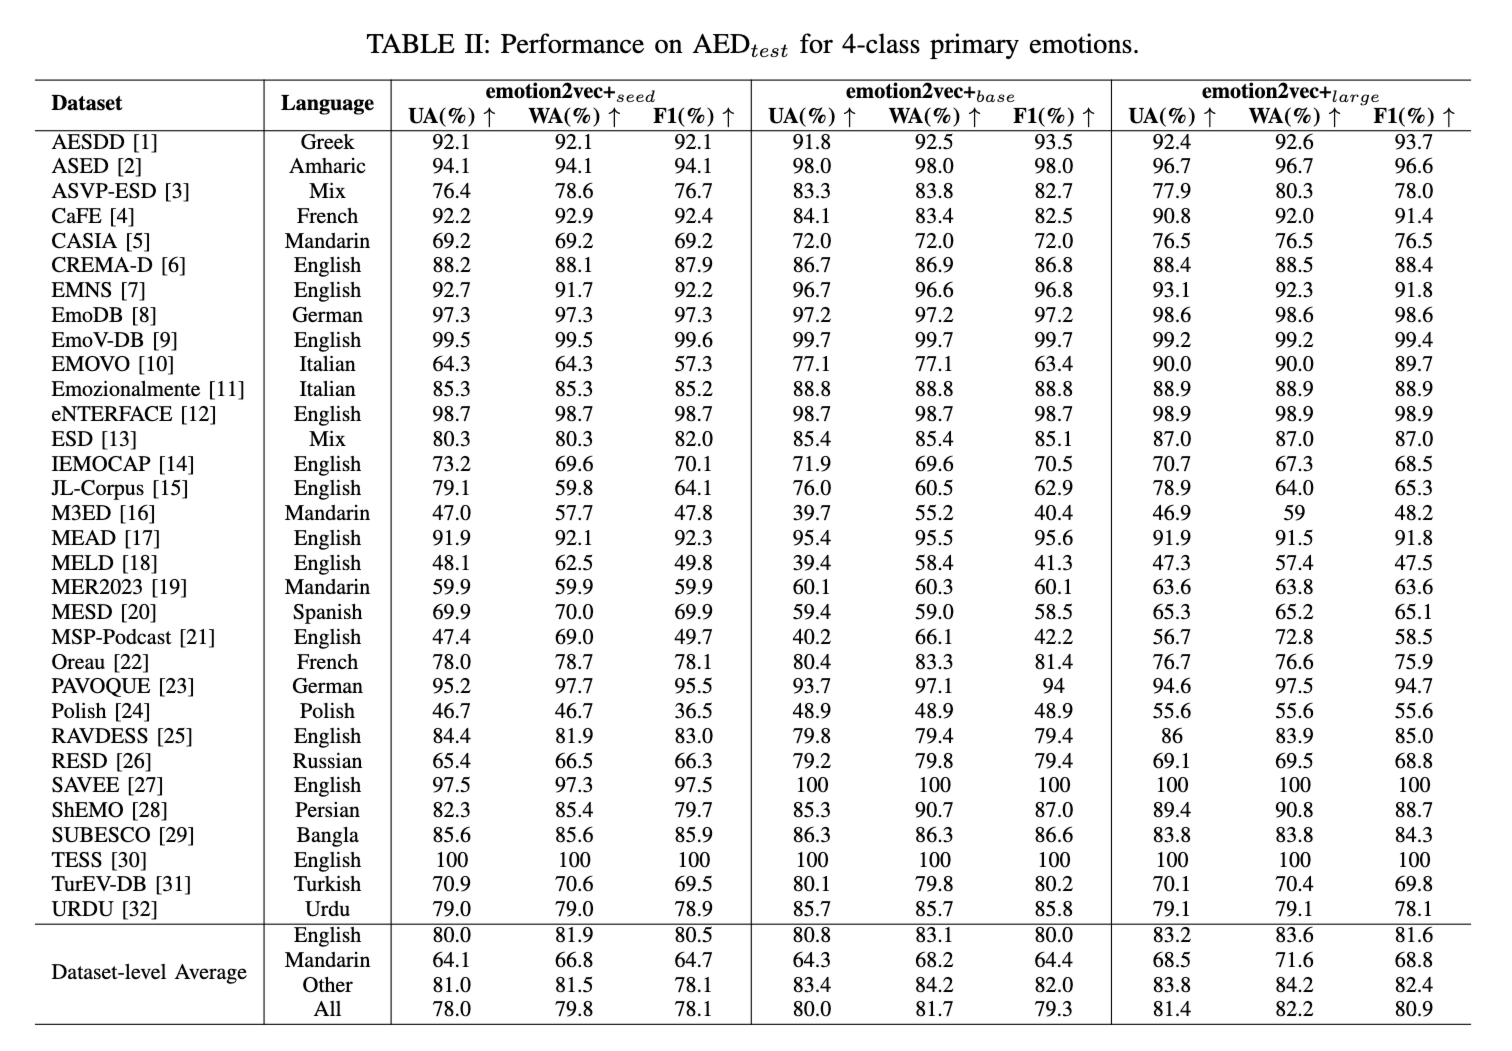 TABLE II: Performance on AEDtest for 4-class primary emotions.
Dataset Language emotion2vec+seed emotion2vec+base emotion2vec+large
UA(%) ↑ WA(%) ↑ F1(%) ↑ UA(%) ↑ WA(%) ↑ F1(%) ↑ UA(%) ↑ WA(%) ↑ F1(%) ↑
AESDD [1] Greek 92.1 92.1 92.1 91.8 92.5 93.5 92.4 92.6 93.7
ASED [2] Amharic 94.1 94.1 94.1 98.0 98.0 98.0 96.7 96.7 96.6
ASVP-ESD [3] Mix 76.4 78.6 76.7 83.3 83.8 82.7 77.9 80.3 78.0
CaFE [4] French 92.2 92.9 92.4 84.1 83.4 82.5 90.8 92.0 91.4
CASIA [5] Mandarin 69.2 69.2 69.2 72.0 72.0 72.0 76.5 76.5 76.5
CREMA-D [6] English 88.2 88.1 87.9 86.7 86.9 86.8 88.4 88.5 88.4
EMNS [7] English 92.7 91.7 92.2 96.7 96.6 96.8 93.1 92.3 91.8
EmoDB [8] German 97.3 97.3 97.3 97.2 97.2 97.2 98.6 98.6 98.6
EmoV-DB [9] English 99.5 99.5 99.6 99.7 99.7 99.7 99.2 99.2 99.4
EMOVO [10] Italian 64.3 64.3 57.3 77.1 77.1 63.4 90.0 90.0 89.7
Emozionalmente [11] Italian 85.3 85.3 85.2 88.8 88.8 88.8 88.9 88.9 88.9
eNTERFACE [12] English 98.7 98.7 98.7 98.7 98.7 98.7 98.9 98.9 98.9
ESD [13] Mix 80.3 80.3 82.0 85.4 85.4 85.1 87.0 87.0 87.0
IEMOCAP [14] English 73.2 69.6 70.1 71.9 69.6 70.5 70.7 67.3 68.5
JL-Corpus [15] English 79.1 59.8 64.1 76.0 60.5 62.9 78.9 64.0 65.3
M3ED [16] Mandarin 47.0 57.7 47.8 39.7 55.2 40.4 46.9 59 48.2
MEAD [17] English 91.9 92.1 92.3 95.4 95.5 95.6 91.9 91.5 91.8
MELD [18] English 48.1 62.5 49.8 39.4 58.4 41.3 47.3 57.4 47.5
MER2023 [19] Mandarin 59.9 59.9 59.9 60.1 60.3 60.1 63.6 63.8 63.6
MESD [20] Spanish 69.9 70.0 69.9 59.4 59.0 58.5 65.3 65.2 65.1
MSP-Podcast [21] English 47.4 69.0 49.7 40.2 66.1 42.2 56.7 72.8 58.5
Oreau [22] French 78.0 78.7 78.1 80.4 83.3 81.4 76.7 76.6 75.9
PAVOQUE [23] German 95.2 97.7 95.5 93.7 97.1 94 94.6 97.5 94.7
Polish [24] Polish 46.7 46.7 36.5 48.9 48.9 48.9 55.6 55.6 55.6
RAVDESS [25] English 84.4 81.9 83.0 79.8 79.4 79.4 86 83.9 85.0
RESD [26] Russian 65.4 66.5 66.3 79.2 79.8 79.4 69.1 69.5 68.8
SAVEE [27] English 97.5 97.3 97.5 100 100 100 100 100 100
ShEMO [28] Persian 82.3 85.4 79.7 85.3 90.7 87.0 89.4 90.8 88.7
SUBESCO [29] Bangla 85.6 85.6 85.9 86.3 86.3 86.6 83.8 83.8 84.3
TESS [30] English 100 100 100 100 100 100 100 100 100
TurEV-DB [31] Turkish 70.9 70.6 69.5 80.1 79.8 80.2 70.1 70.4 69.8
URDU [32] Urdu 79.0 79.0 78.9 85.7 85.7 85.8 79.1 79.1 78.1
Dataset-level Average English 80.0 81.9 80.5 80.8 83.1 80.0 83.2 83.6 81.6
Mandarin 64.1 66.8 64.7 64.3 68.2 64.4 68.5 71.6 68.8
Other 81.0 81.5 78.1 83.4 84.2 82.0 83.8 84.2 82.4
All 78.0 79.8 78.1 80.0 81.7 79.3 81.4 82.2 80.9